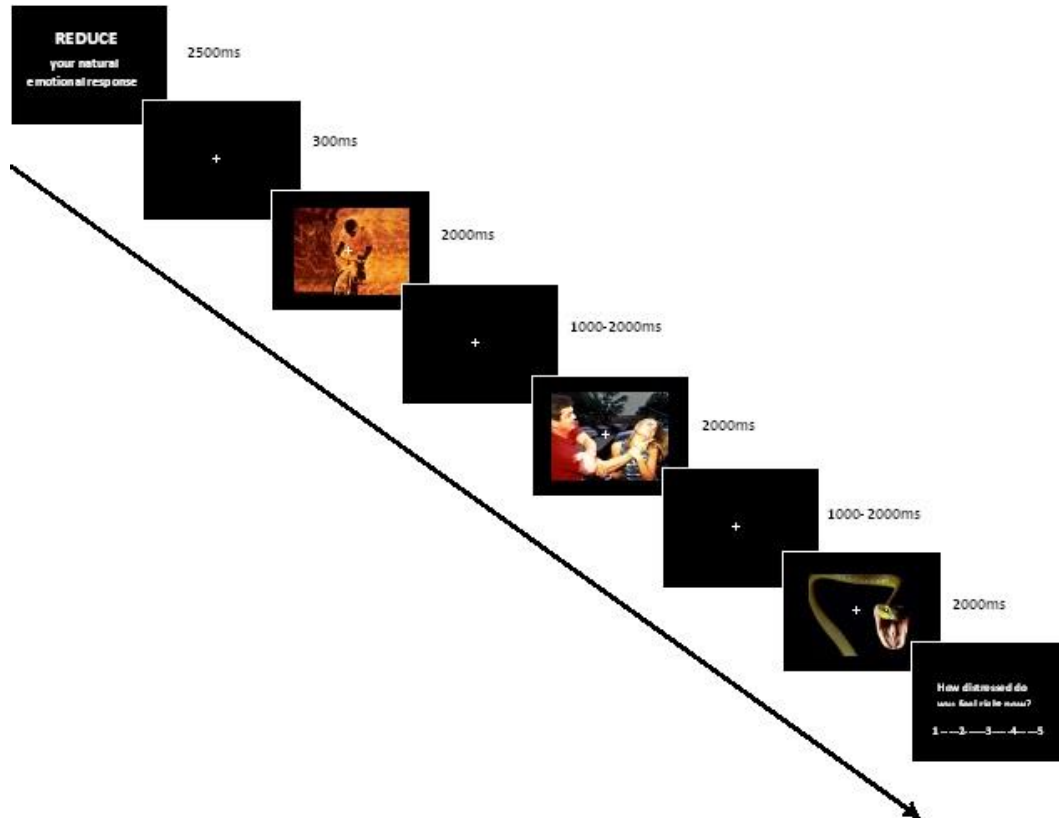 REDUCE
your natural
emotional response
2500ms
300ms
2000ms
1000-2000ms
2000ms
1000-2000ms
2000ms
How distressed do
you feel right now?
1-----2-----3-----4-----5